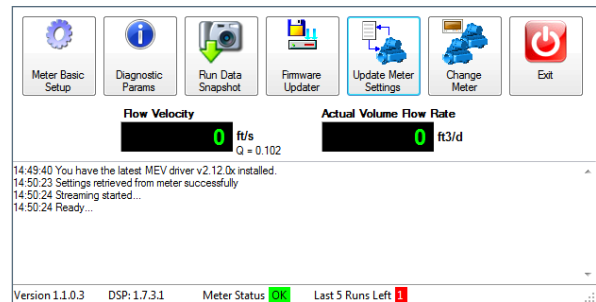 Meter Basic Setup
Diagnostic Params
Run Data Snapshot
Firmware Updater
Update Meter Settings
Change Meter
Exit
Flow Velocity
Actual Volume Flow Rate
0 ft/s
Q = 0.102
0 ft3/d
14:49:40 You have the latest MEV driver v2.12.0x installed.
14:50:23 Settings retrieved from meter successfully
14:50:24 Streaming started...
14:50:24 Ready...
Version 1.1.0.3 DSP: 1.7.3.1 Meter Status OK Last 5 Runs Left 1